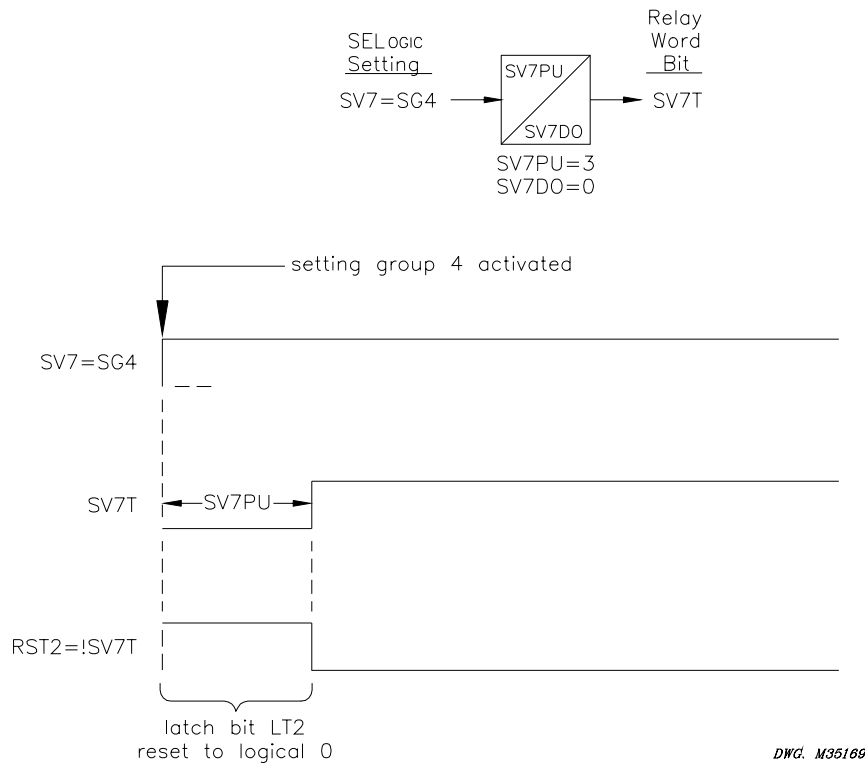 SELOGIC
Setting
SV7=SG4
SV7PU
SV7DO
SV7PU=3
SV7DO=0
Relay
Word
Bit
SV7T
setting group 4 activated
SV7=SG4
SV7T
SV7PU
RST2=!SV7T
latch bit LT2
reset to logical 0
DWG. M35169